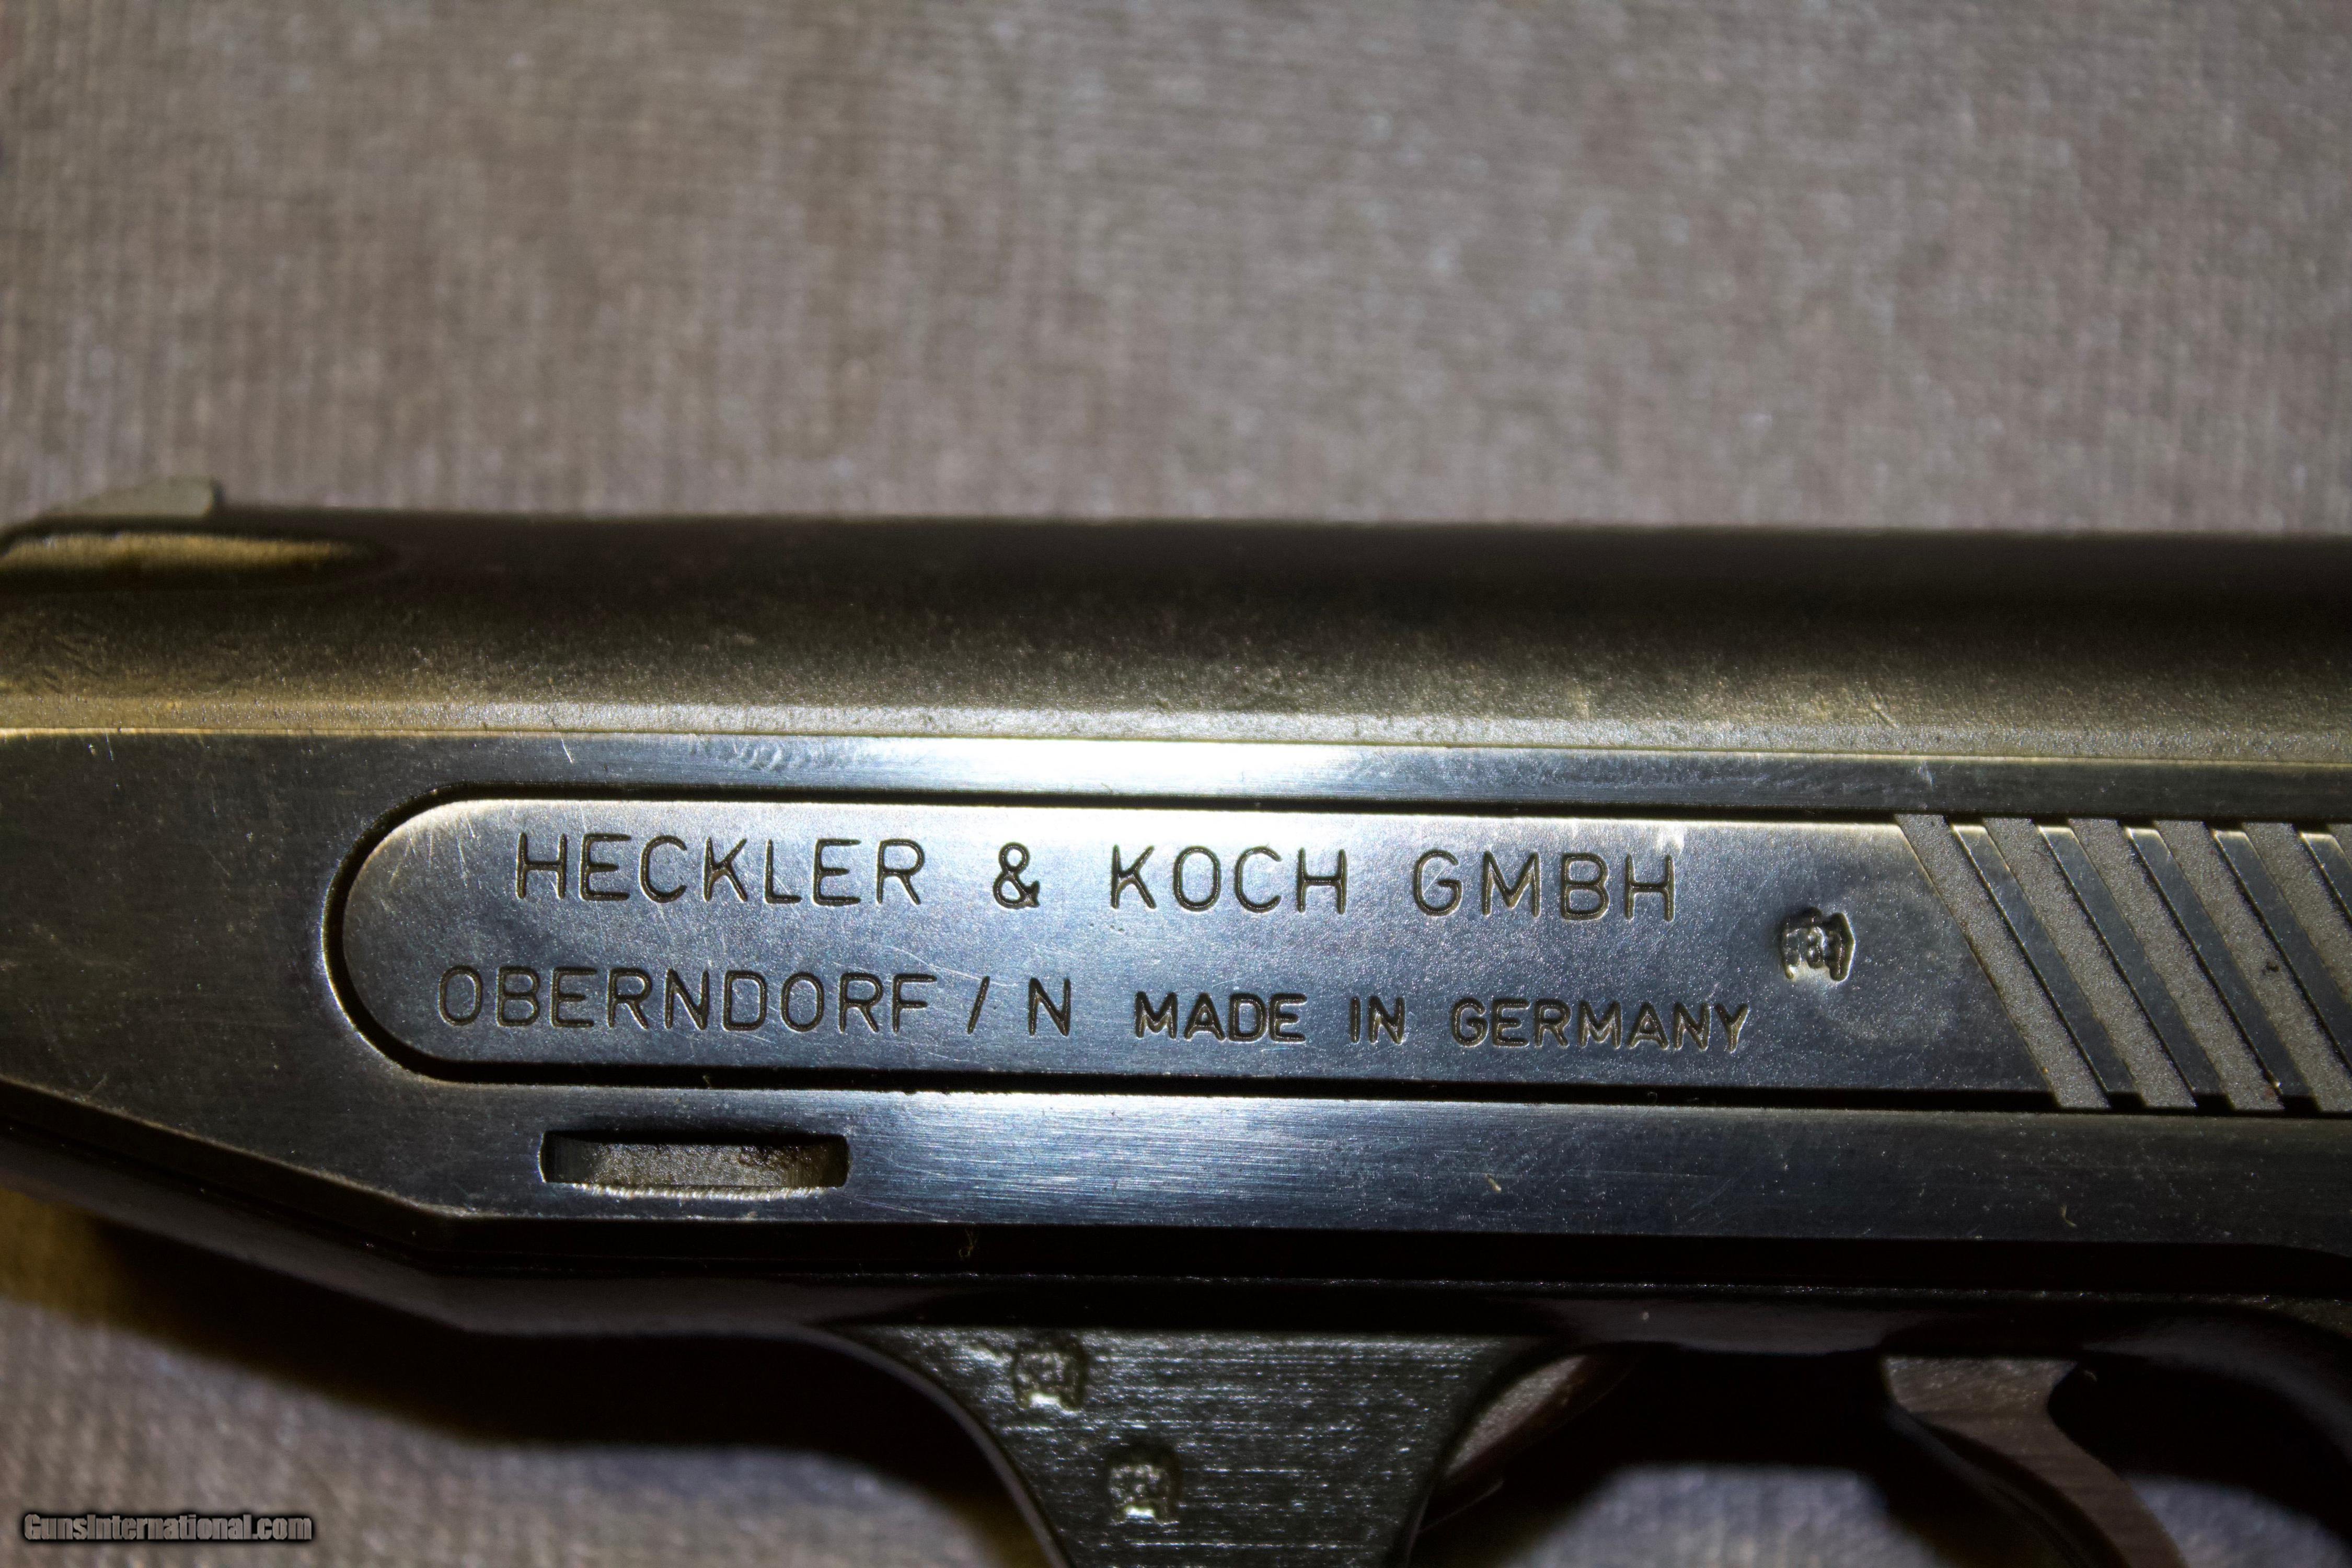 HECKLER & KOCH GMBH
OBERNDORF / N MADE IN GERMANY
GunsInternational.com